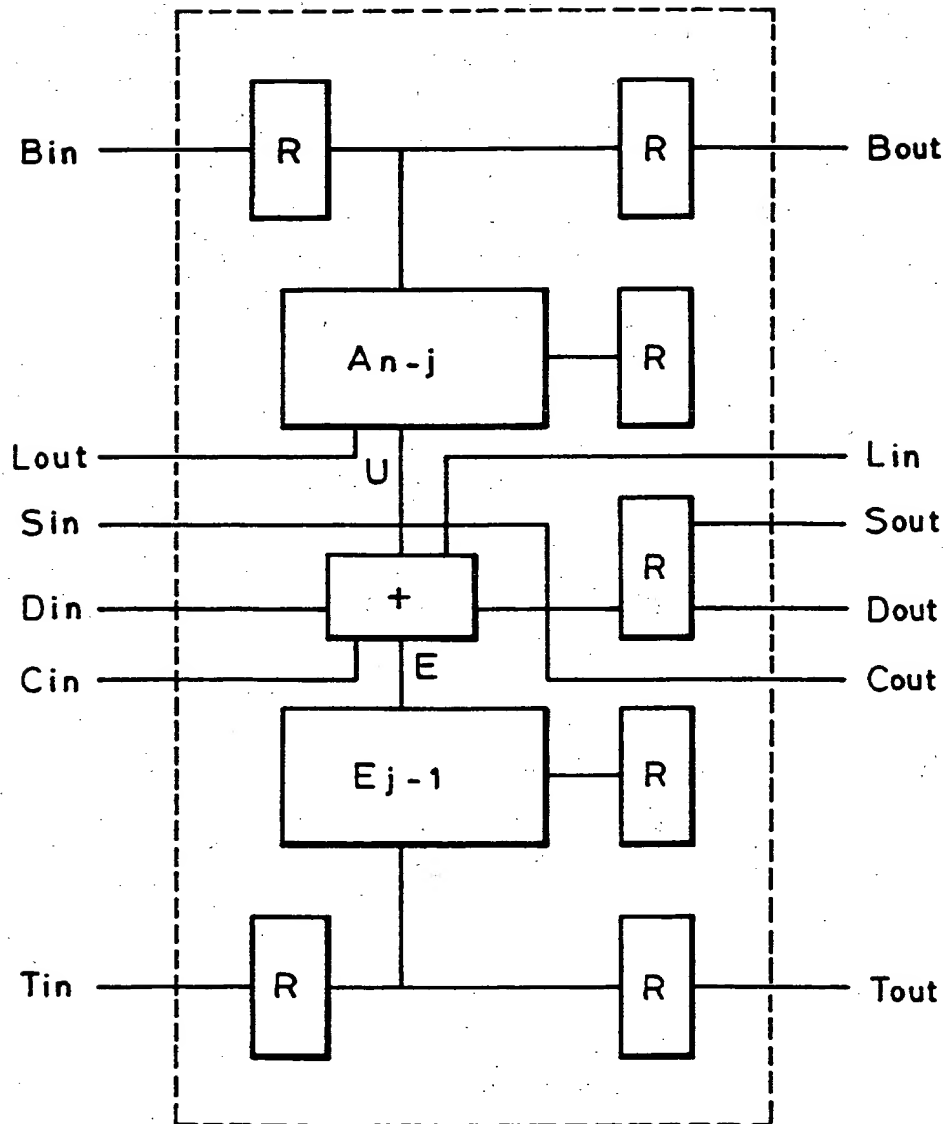 Bin R R Bout
An-j R
Lout U Lin
Sin Sout
R
Din + Dout
Cin E Cout
Ej-1 R
Tin R R Tout